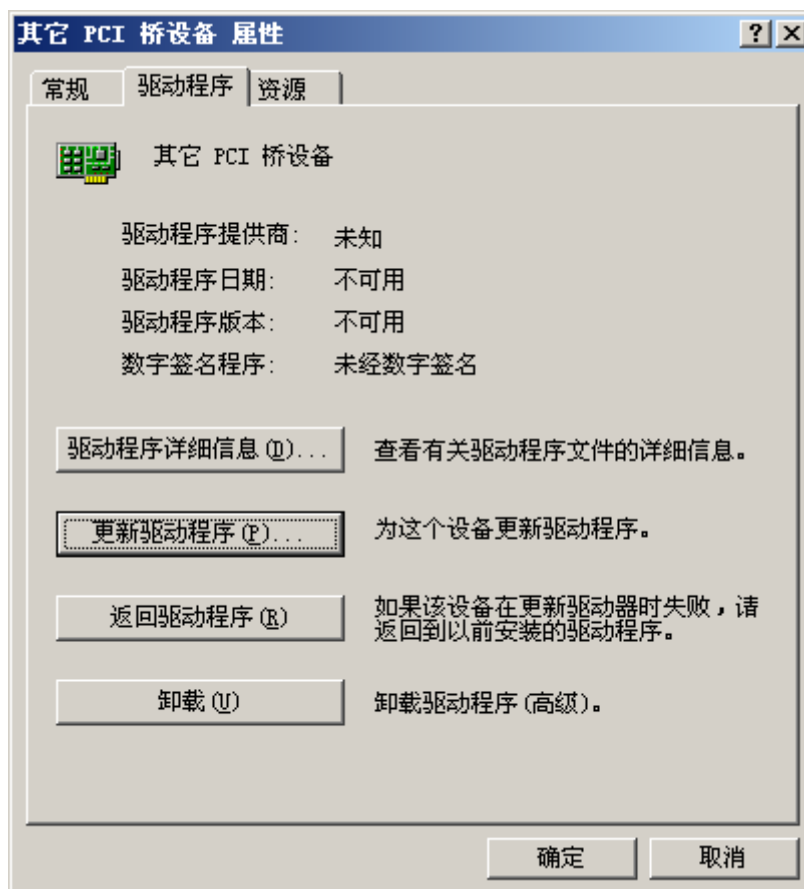 其它 PCI 桥设备 属性
常规 驱动程序 资源
其它 PCI 桥设备
驱动程序提供商: 未知
驱动程序日期: 不可用
驱动程序版本: 不可用
数字签名程序: 未经数字签名
驱动程序详细信息(D)... 查看有关驱动程序文件的详细信息。
更新驱动程序(P)... 为这个设备更新驱动程序。
返回驱动程序(R) 如果该设备在更新驱动器时失败，请
返回到以前安装的驱动程序。
卸载(U) 卸载驱动程序(高级)。
确定 取消